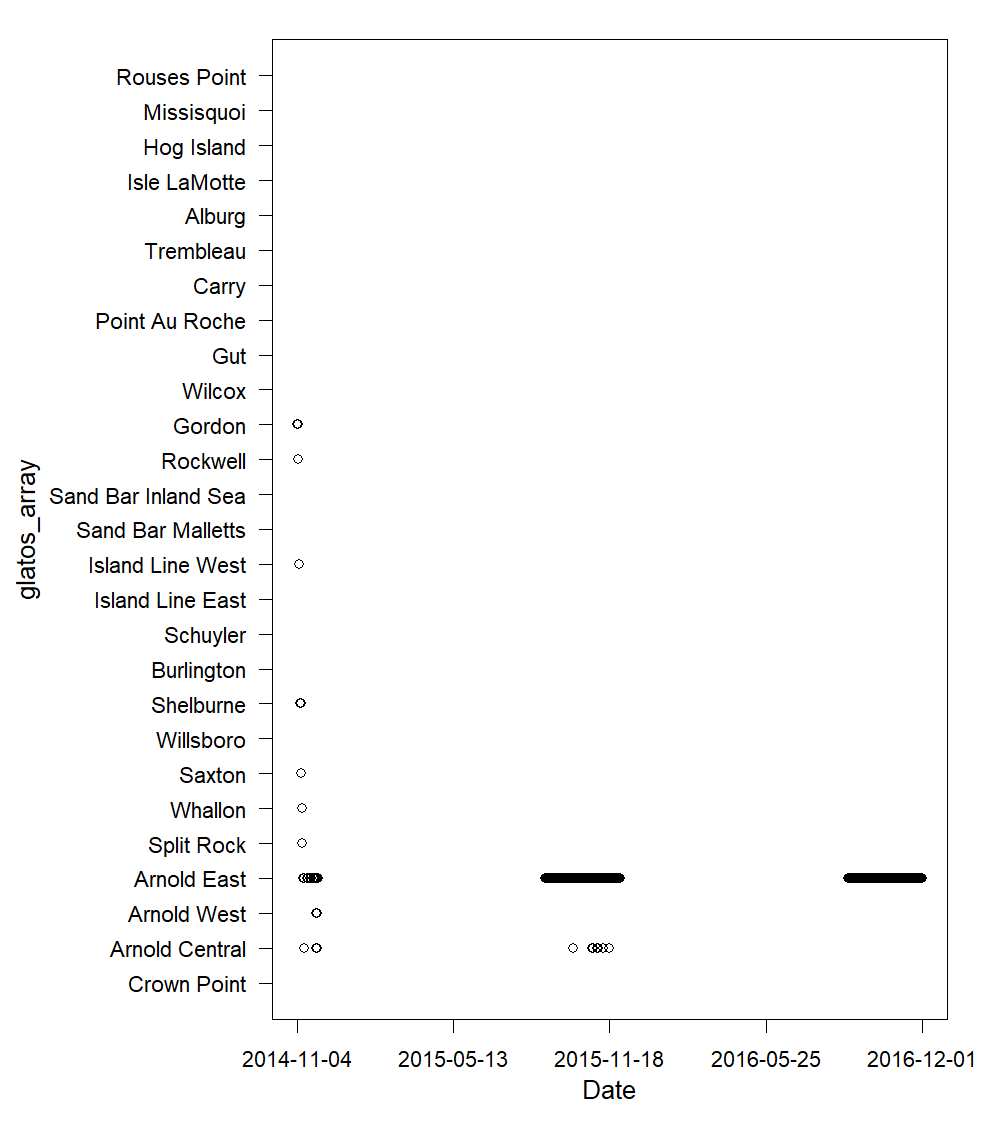 Rouses Point
Missisquoi
Hog Island
Isle LaMotte
Alburg
Trembleau
Carry
Point Au Roche
Gut
Wilcox
Gordon
Rockwell
Sand Bar Inland Sea
Sand Bar Malletts
Island Line West
Island Line East
Schuyler
Burlington
Shelburne
Willsboro
Saxton
Whallon
Split Rock
Arnold East
Arnold West
Arnold Central
Crown Point
glatos_array
2014-11-04 2015-05-13 2015-11-18 2016-05-25 2016-12-01
Date